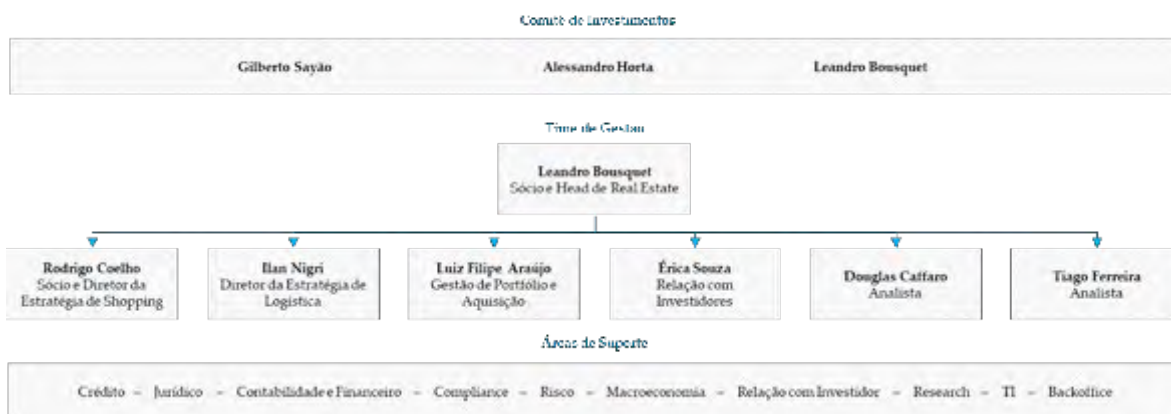 Comitê de Investimentos
Gilberto Sayão Alessandro Horta Leandro Bousquet
Time de Gestão
Leandro Bousquet
Sócio e Head de Real Estate
Rodrigo Coelho
Sócio e Diretor da
Estratégia de Shopping
Ilan Nigri
Diretor da Estratégia de
Logística
Luiz Filipe Araújo
Gestão de Portfólio e
Aquisição
Érica Souza
Relação com
Investidores
Douglas Caffaro
Analista
Tiago Ferreira
Analista
Áreas de Suporte
Crédito – Jurídico – Contabilidade e Financeiro – Compliance – Risco – Macroeconomia – Relação com Investidor – Research – TI – Backoffice